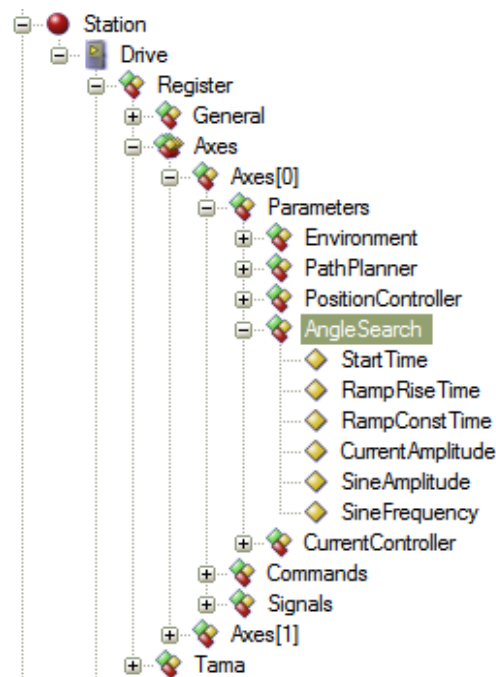 Station
Drive
Register
General
Axes
Axes[0]
Parameters
Environment
PathPlanner
PositionController
AngleSearch
StartTime
RampRiseTime
RampConstTime
CurrentAmplitude
SineAmplitude
SineFrequency
CurrentController
Commands
Signals
Axes[1]
Tama